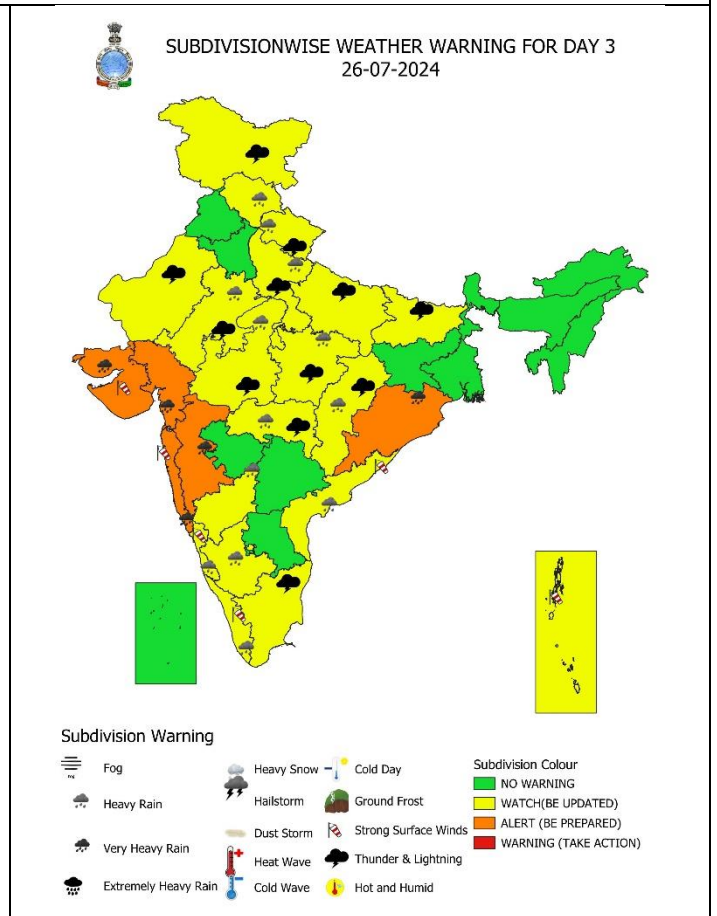 SUBDIVISIONWISE WEATHER WARNING FOR DAY 3
26-07-2024
Subdivision Warning
Fog
Heavy Rain
Very Heavy Rain
Extremely Heavy Rain
Heavy Snow
Hailstorm
Dust Storm
Heat Wave
Cold Wave
Cold Day
Ground Frost
Strong Surface Winds
Thunder & Lightning
Hot and Humid
Subdivision Colour
NO WARNING
WATCH(BE UPDATED)
ALERT (BE PREPARED)
WARNING (TAKE ACTION)